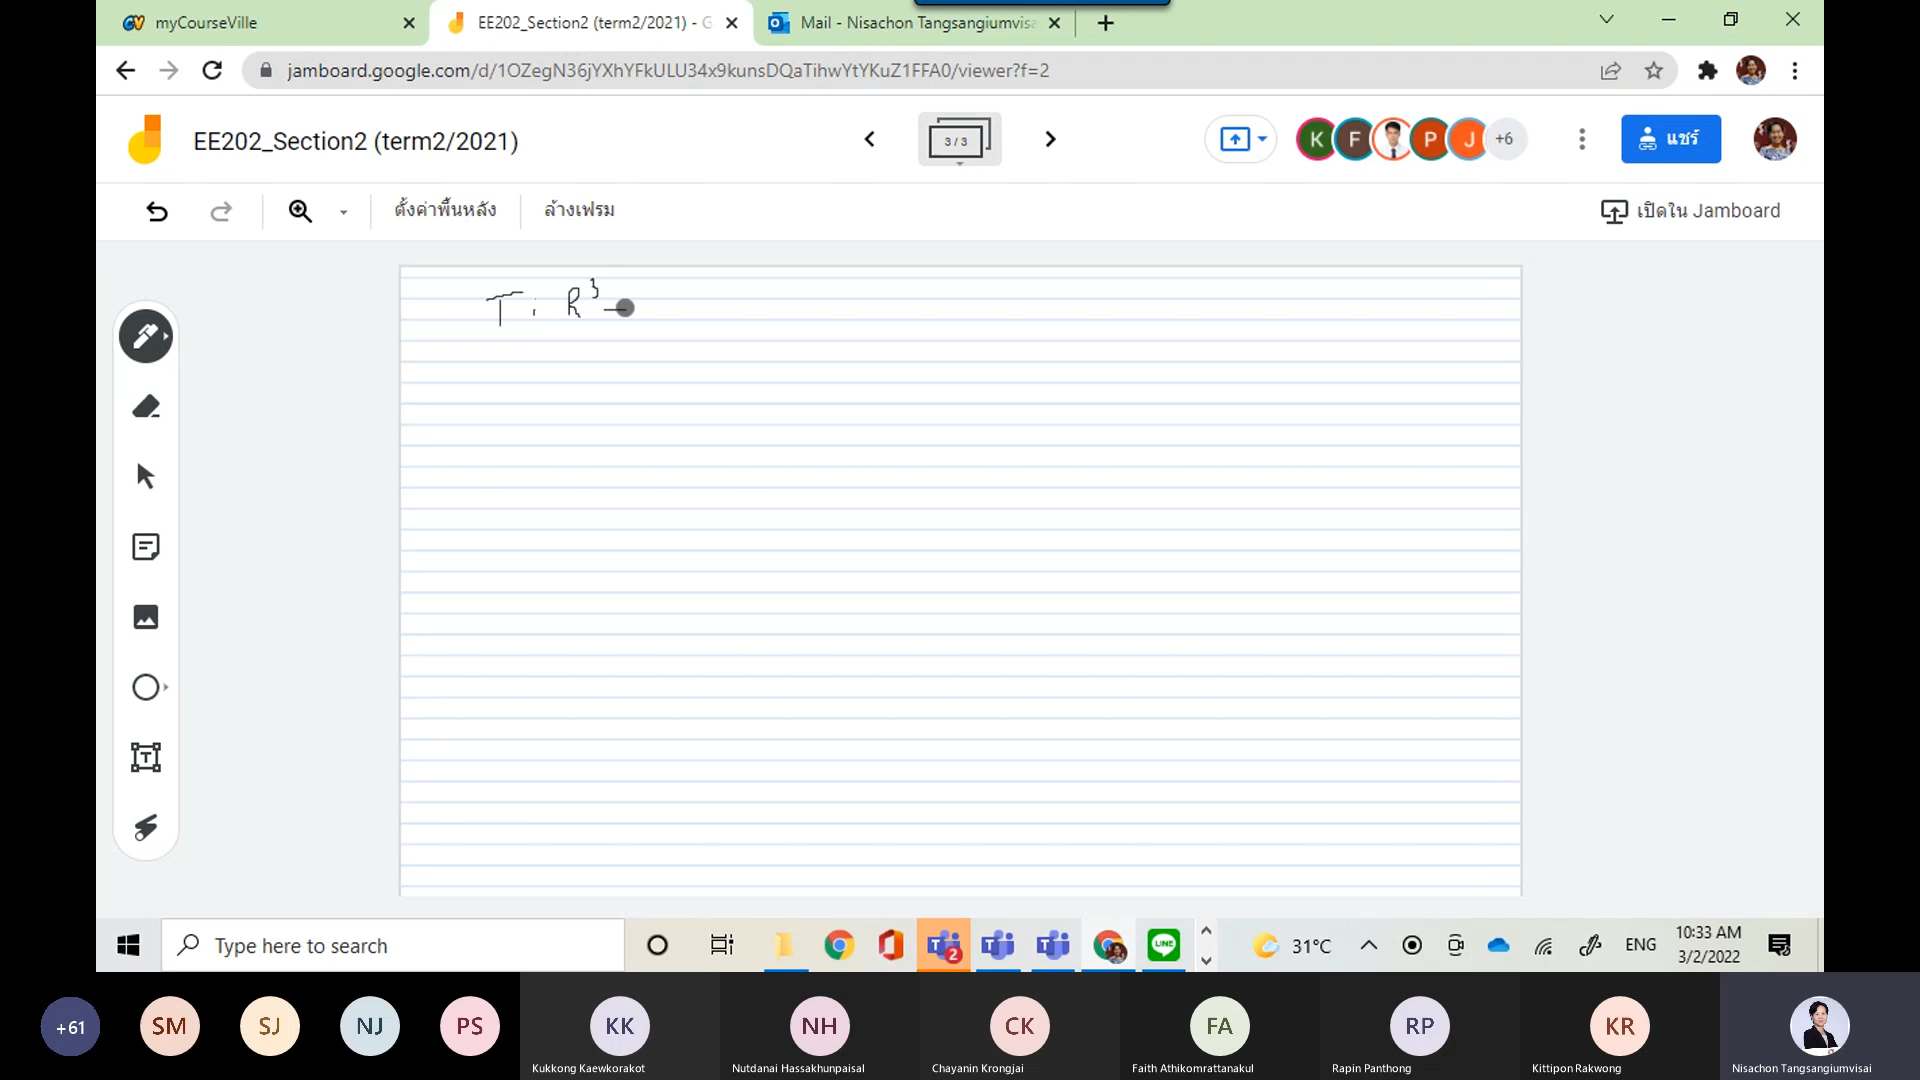 myCourseVille
EE202_Section2 (term2/2021) - G
Mail - Nisachon Tangsangiumvisa
jamboard.google.com/d/1OZegN36jYXhYFkULU34x9kunsDQaTihwYtYKuZ1FFA0/viewer?f=2
EE202_Section2 (term2/2021)
3 / 3
K
F
P
J
+6
แชร์
ตั้งค่าพื้นหลัง
ล้างเฟรม
เปิดใน Jamboard
T : R³ —
Type here to search
2
LINE
31°C
ENG
10:33 AM
3/2/2022
+61
SM
SJ
NJ
PS
KK
NH
CK
FA
RP
KR
Kukkong Kaewkorakot
Nutdanai Hassakhunpaisal
Chayanin Krongjai
Faith Athikomrattanakul
Rapin Panthong
Kittipon Rakwong
Nisachon Tangsangiumvisai